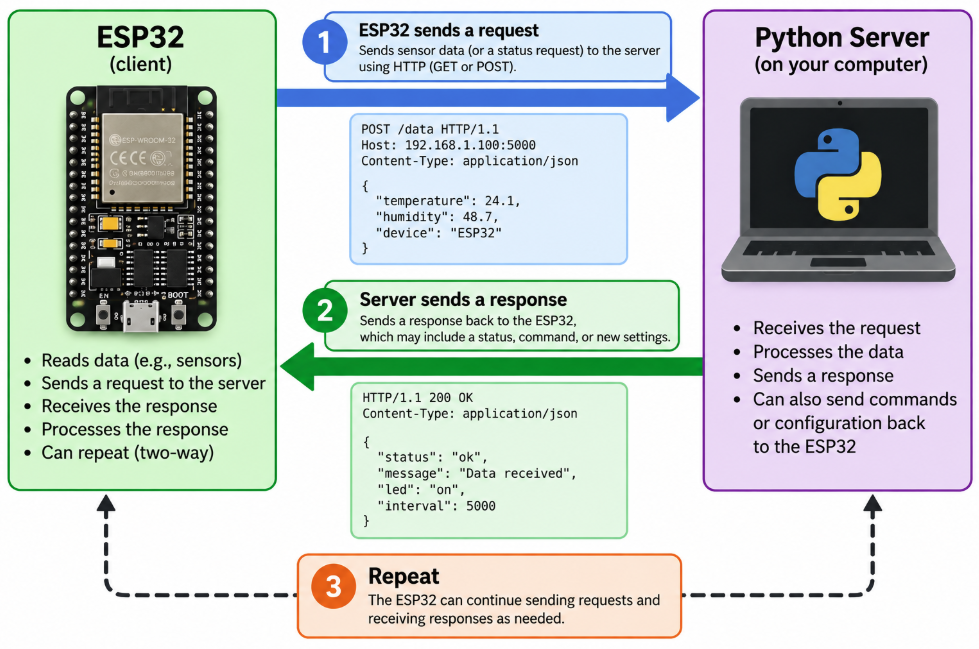 ESP32
(client)
EN
BOOT
ESP-WROOM-32
Reads data (e.g., sensors)
Sends a request to the server
Receives the response
Processes the response
Can repeat (two-way)
1
ESP32 sends a request
Sends sensor data (or a status request) to the server
using HTTP (GET or POST).
POST /data HTTP/1.1
Host: 192.168.1.100:5000
Content-Type: application/json
{
"temperature": 24.1,
"humidity": 48.7,
"device": "ESP32"
}
2
Server sends a response
Sends a response back to the ESP32,
which may include a status, command, or new settings.
HTTP/1.1 200 OK
Content-Type: application/json
{
"status": "ok",
"message": "Data received",
"led": "on",
"interval": 5000
}
Python Server
(on your computer)
Receives the request
Processes the data
Sends a response
Can also send commands
or configuration back
to the ESP32
3
Repeat
The ESP32 can continue sending requests and
receiving responses as needed.